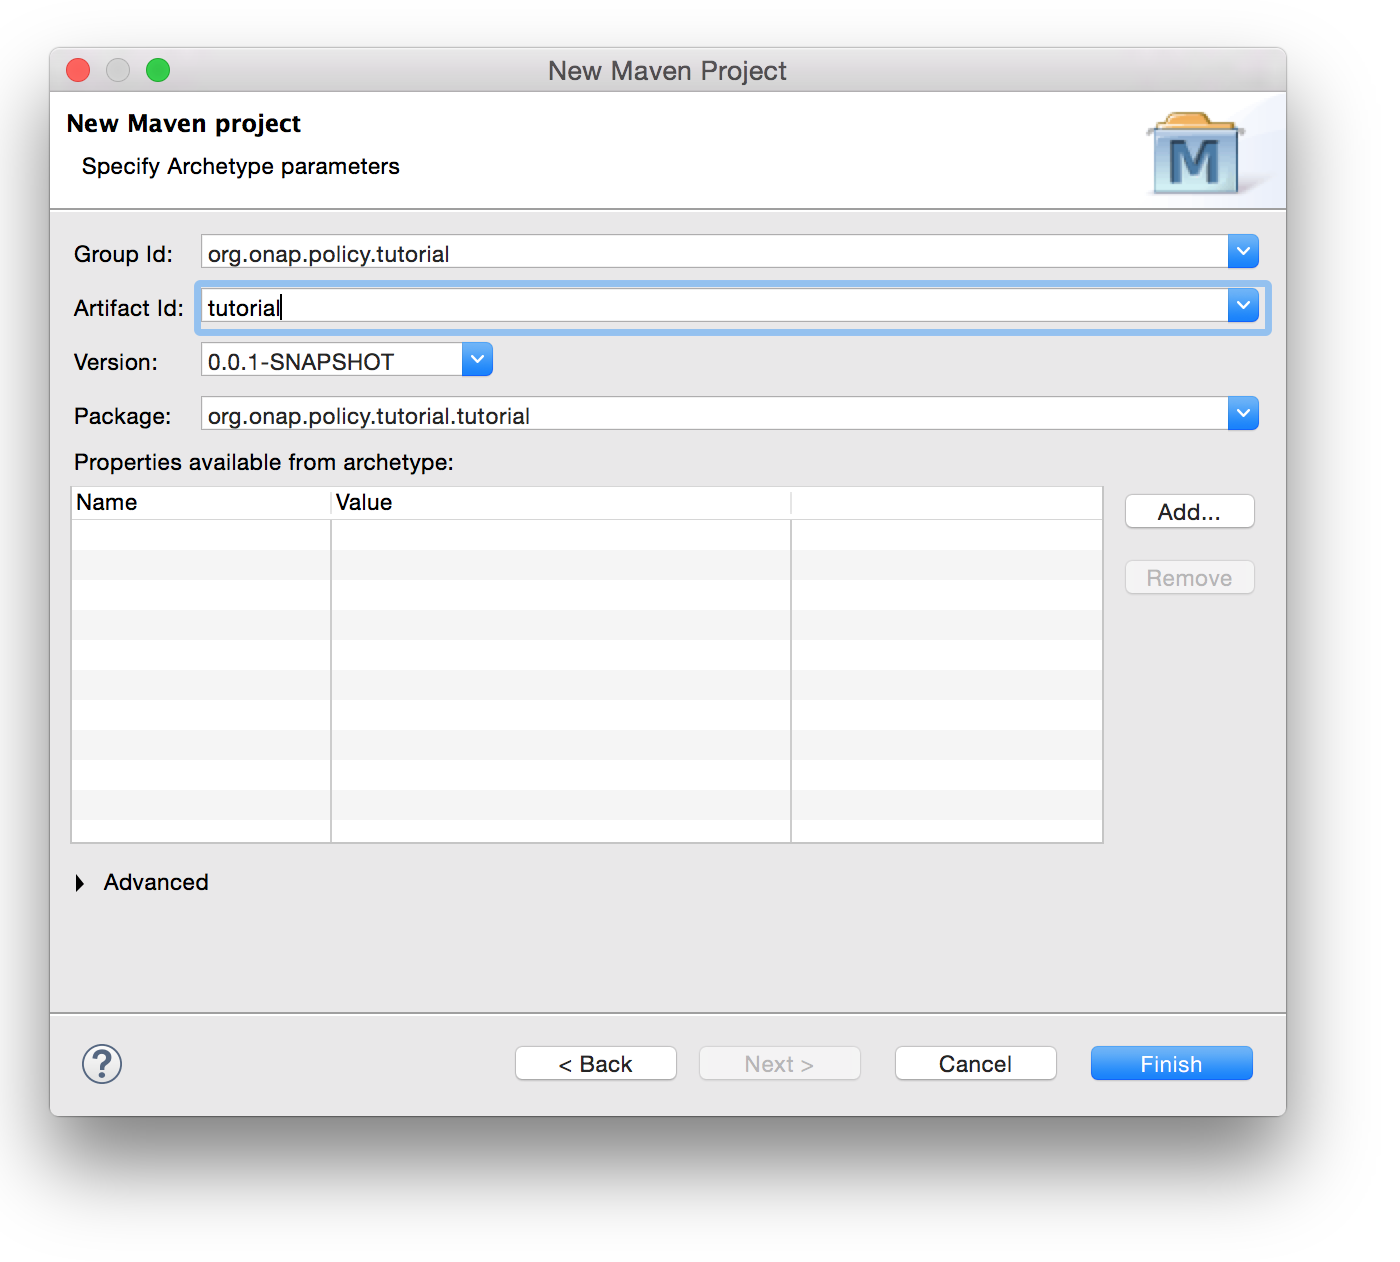 New Maven Project
New Maven project
Specify Archetype parameters
M
Group Id: org.onap.policy.tutorial
Artifact Id: tutorial
Version: 0.0.1-SNAPSHOT
Package: org.onap.policy.tutorial.tutorial
Properties available from archetype:
Name Value
Add...
Remove
Advanced
? < Back Next > Cancel Finish